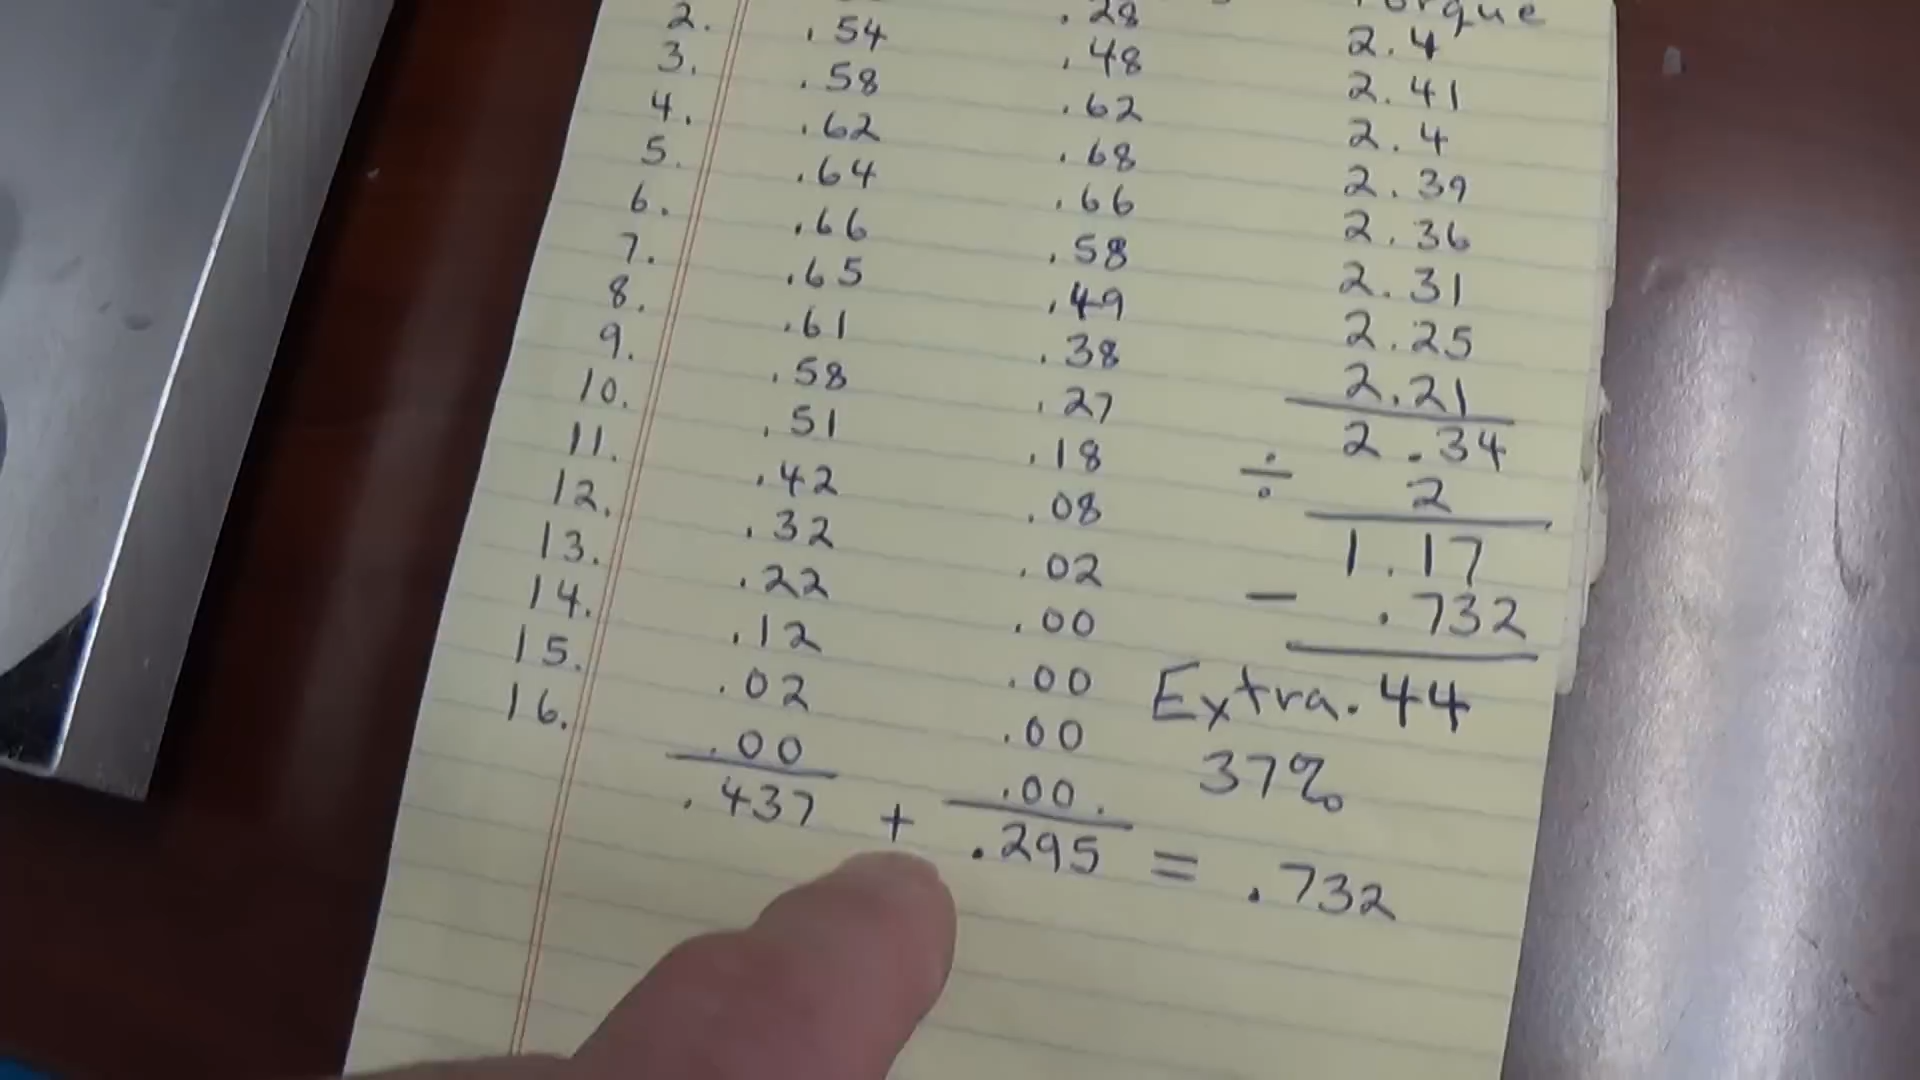 Torque
.28 2.4
2. .54 .48 2.41
3. .58 .62 2.4
4. .62 .68 2.39
5. .64 .66 2.36
6. .66 .58 2.31
7. .65 .49 2.25
8. .61 .38 2.21
9. .58 .27 2.34
10. .51 .18 ÷ 2
11. .42 .08 1.17
12. .32 .02 - .732
13. .22 .00 Extra .44
14. .12 .00 37%
15. .02 .00
16. .00 .00.
.437 + .295 = .732